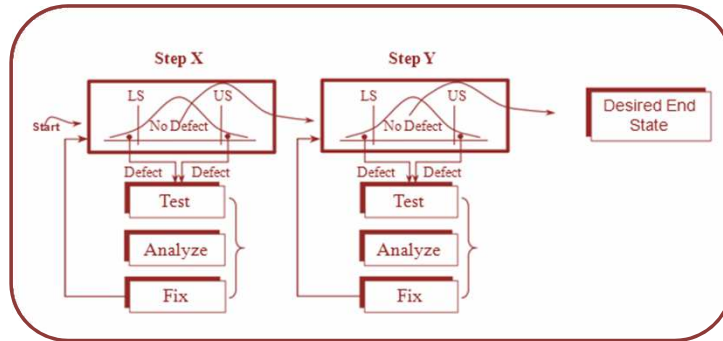 Step X
Step Y
LS
US
No Defect
LS
US
No Defect
Start
Desired End
State
Defect
Defect
Defect
Defect
Test
Test
Analyze
Analyze
Fix
Fix